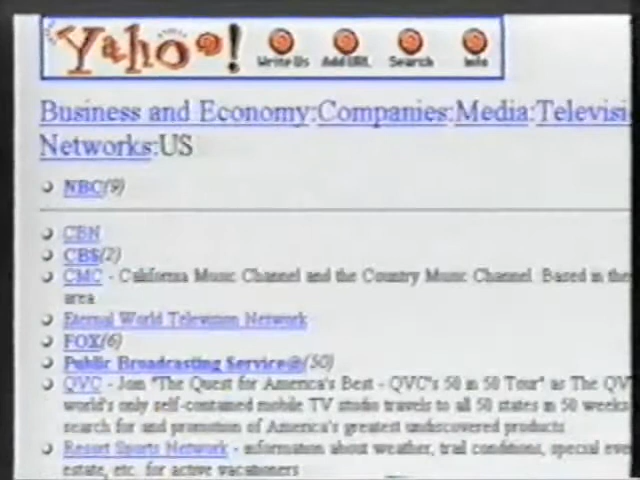 Yahoo!
Write Us Add URL Search Info
Business and Economy:Companies:Media:Televisi
Networks:US
NBC(9)
CBN
CBS(2)
CMC - California Music Channel and the Country Music Channel. Based in the
area
Eternal World Television Network
FOX(6)
Public Broadcasting Service@(50)
QVC - Join "The Quest for America's Best - QVC's 50 in 50 Tour" as The QV
world's only self-contained mobile TV studio travels to all 50 states in 50 weeks
search for and promotion of America's greatest undiscovered products
Resort Sports Network - information about weather, trail conditions, special eve
estate, etc. for active vacationers